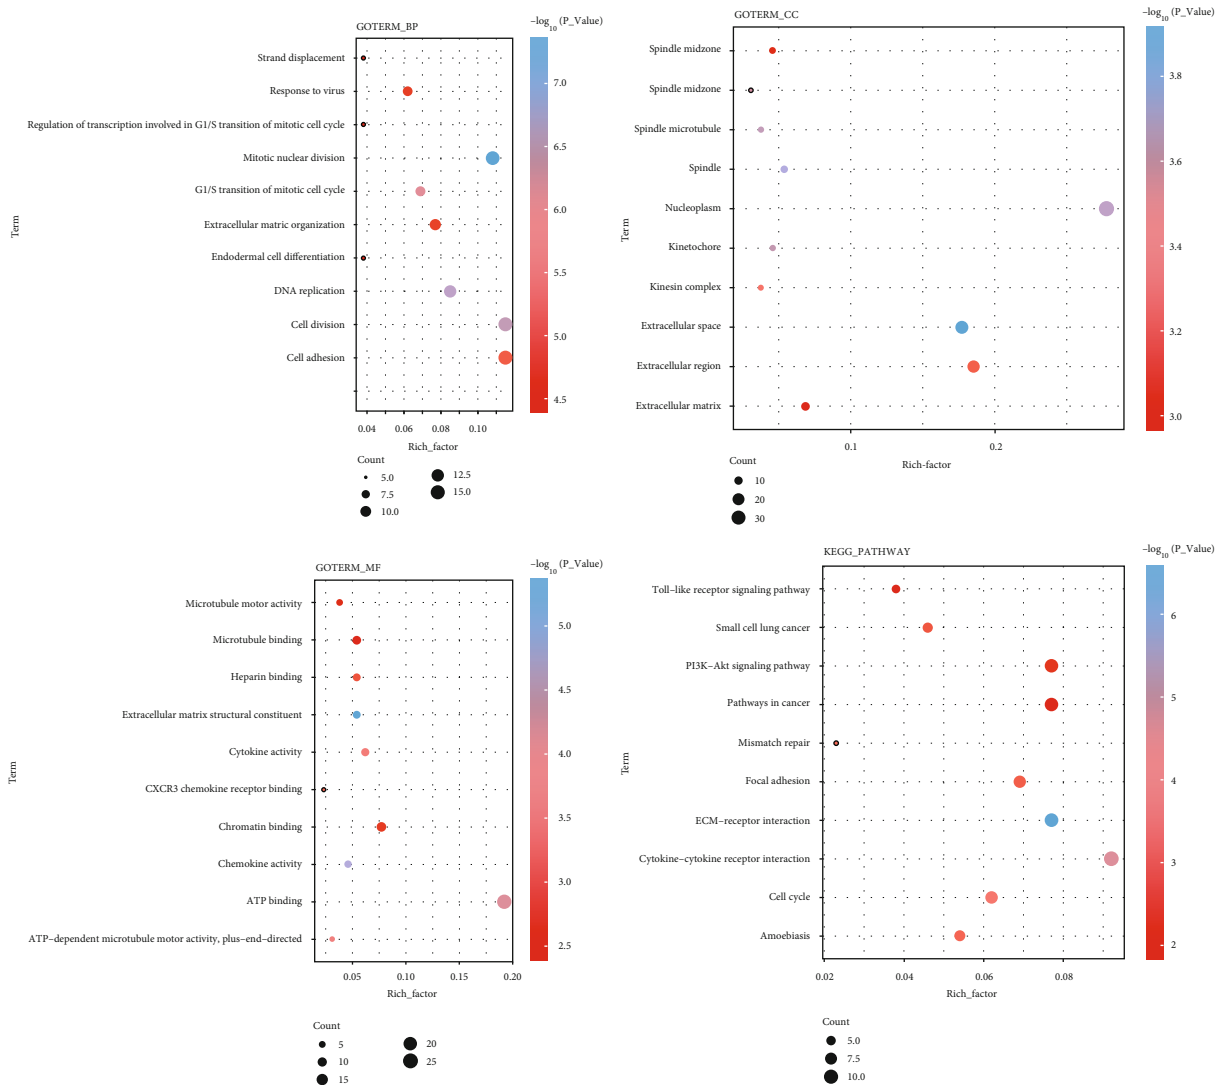 GOTERM_BP
−log10 (P_Value)
Term
Strand displacement
Response to virus
Regulation of transcription involved in G1/S transition of mitotic cell cycle
Mitotic nuclear division
G1/S transition of mitotic cell cycle
Extracellular matric organization
Endodermal cell differentiation
DNA replication
Cell division
Cell adhesion
7.0
6.5
6.0
5.5
5.0
4.5
0.04 0.06 0.08 0.10
Rich_factor
Count
5.0 12.5
7.5 15.0
10.0
GOTERM_CC
−log10 (P_Value)
Term
Spindle midzone
Spindle midzone
Spindle microtubule
Spindle
Nucleoplasm
Kinetochore
Kinesin complex
Extracellular space
Extracellular region
Extracellular matrix
3.8
3.6
3.4
3.2
3.0
0.1 0.2
Rich-factor
Count
10
20
30
GOTERM_MF
−log10 (P_Value)
Term
Microtubule motor activity
Microtubule binding
Heparin binding
Extracellular matrix structural constituent
Cytokine activity
CXCR3 chemokine receptor binding
Chromatin binding
Chemokine activity
ATP binding
ATP−dependent microtubule motor activity, plus−end−directed
5.0
4.5
4.0
3.5
3.0
2.5
0.05 0.10 0.15 0.20
Rich_factor
Count
5 20
10 25
15
KEGG_PATHWAY
−log10 (P_Value)
Term
Toll−like receptor signaling pathway
Small cell lung cancer
PI3K−Akt signaling pathway
Pathways in cancer
Mismatch repair
Focal adhesion
ECM−receptor interaction
Cytokine−cytokine receptor interaction
Cell cycle
Amoebiasis
6
5
4
3
2
0.02 0.04 0.06 0.08
Rich_factor
Count
5.0
7.5
10.0